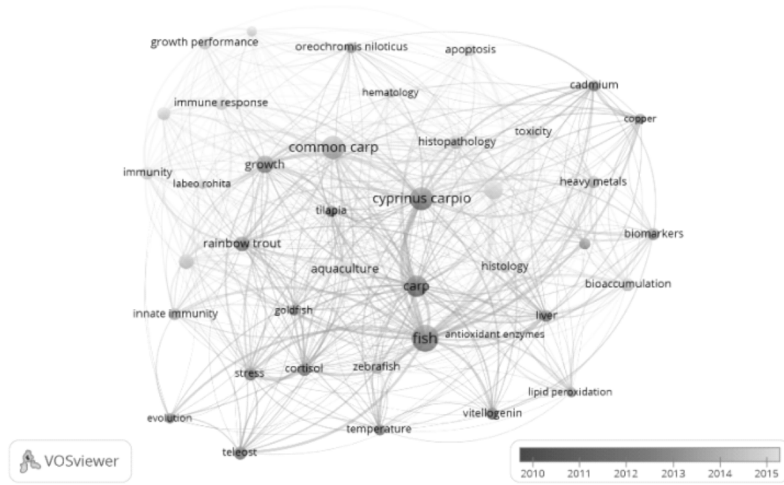 growth performance
oreochromis niloticus
apoptosis
hematology
cadmium
immune response
copper
common carp
histopathology
toxicity
growth
immunity
labeo rohita
heavy metals
cyprinus carpio
tilapia
biomarkers
rainbow trout
aquaculture
histology
carp
bioaccumulation
innate immunity
goldfish
liver
fish
antioxidant enzymes
stress
cortisol
zebrafish
lipid peroxidation
evolution
vitellogenin
temperature
teleost
VOSviewer
2010 2011 2012 2013 2014 2015